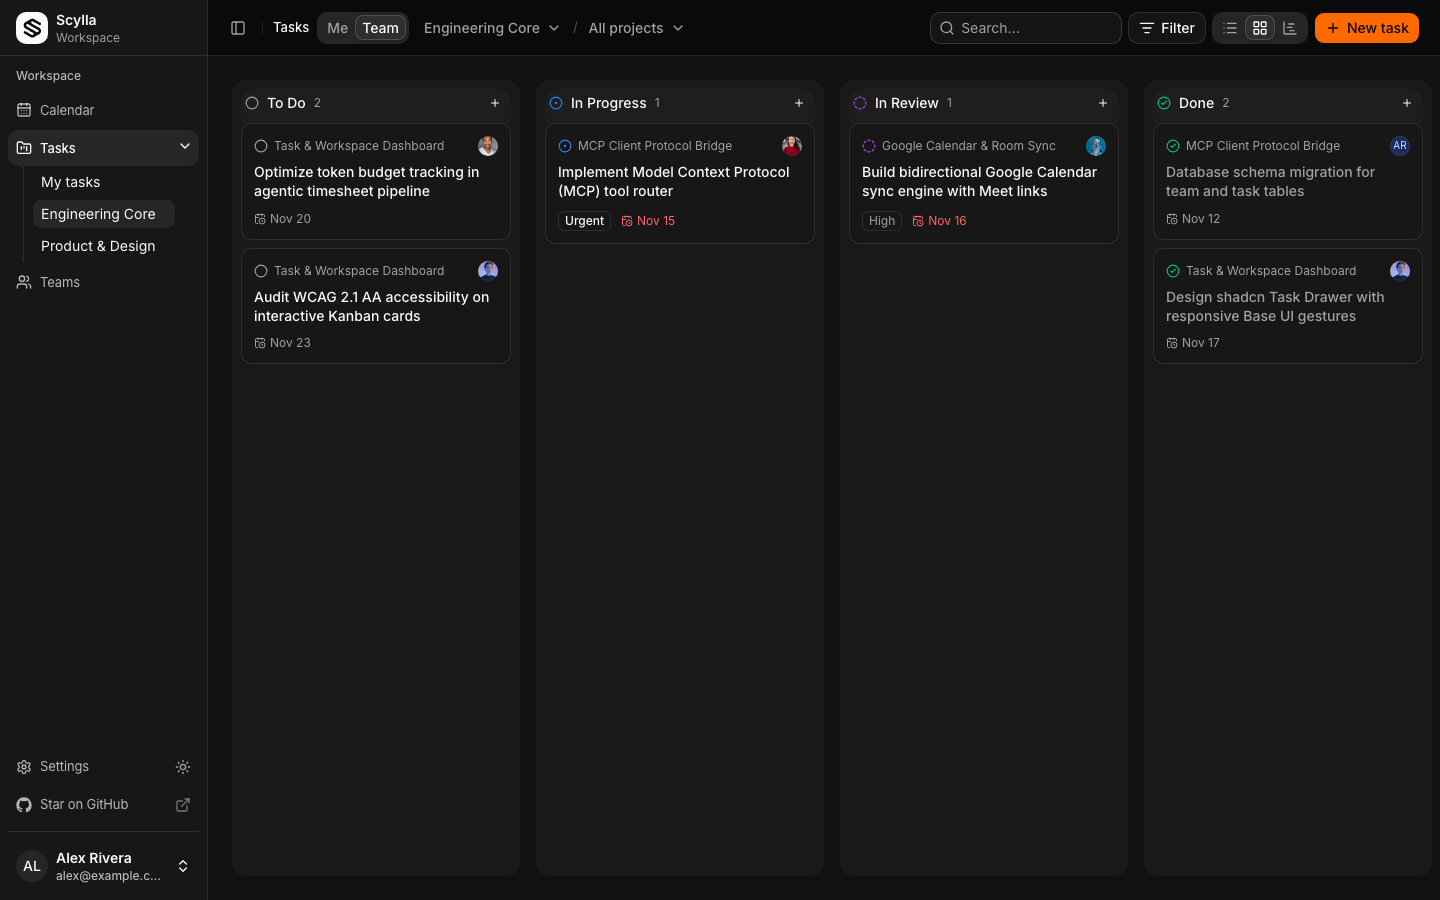 Scylla
Workspace
Workspace
Calendar
Tasks
My tasks
Engineering Core
Product & Design
Teams
Settings
Star on GitHub
AL
Alex Rivera
alex@example.c...
Tasks
Me
Team
Engineering Core
/
All projects
Search...
Filter
New task
To Do 2
Task & Workspace Dashboard
Optimize token budget tracking in
agentic timesheet pipeline
Nov 20
Task & Workspace Dashboard
Audit WCAG 2.1 AA accessibility on
interactive Kanban cards
Nov 23
In Progress 1
MCP Client Protocol Bridge
Implement Model Context Protocol
(MCP) tool router
Urgent Nov 15
In Review 1
Google Calendar & Room Sync
Build bidirectional Google Calendar
sync engine with Meet links
High Nov 16
Done 2
MCP Client Protocol Bridge
AR
Database schema migration for
team and task tables
Nov 12
Task & Workspace Dashboard
Design shadcn Task Drawer with
responsive Base UI gestures
Nov 17